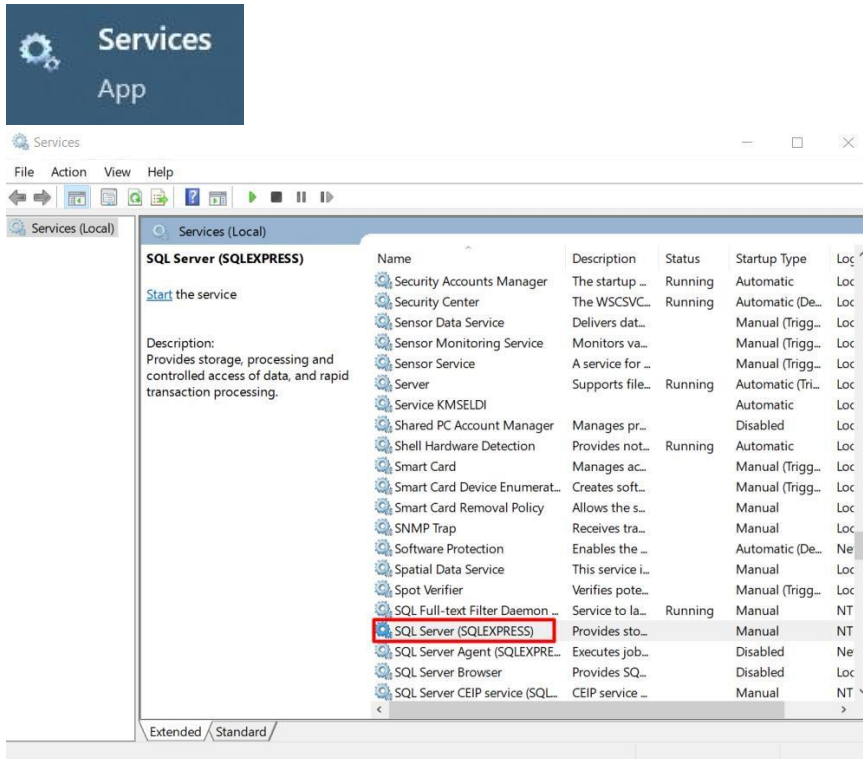 Services
App
Services
File Action View Help
Services (Local)
Services (Local)
SQL Server (SQLEXPRESS)
Start the service
Description:
Provides storage, processing and
controlled access of data, and rapid
transaction processing.
Name Description Status Startup Type Log
Security Accounts Manager The startup ... Running Automatic Loc
Security Center The WSCSVC... Running Automatic (De... Loc
Sensor Data Service Delivers dat... Manual (Trigg... Loc
Sensor Monitoring Service Monitors va... Manual (Trigg... Loc
Sensor Service A service for ... Manual (Trigg... Loc
Server Supports file... Running Automatic (Tri... Loc
Service KMSELDI Automatic Loc
Shared PC Account Manager Manages pr... Disabled Loc
Shell Hardware Detection Provides not... Running Automatic Loc
Smart Card Manages ac... Manual (Trigg... Loc
Smart Card Device Enumerat... Creates soft... Manual (Trigg... Loc
Smart Card Removal Policy Allows the s... Manual Loc
SNMP Trap Receives tra... Manual Loc
Software Protection Enables the ... Automatic (De... Ne
Spatial Data Service This service i... Manual Loc
Spot Verifier Verifies pote... Manual (Trigg... Loc
SQL Full-text Filter Daemon ... Service to la... Running Manual NT
SQL Server (SQLEXPRESS) Provides sto... Manual NT
SQL Server Agent (SQLEXPRE... Executes job... Disabled Ne
SQL Server Browser Provides SQ... Disabled Loc
SQL Server CEIP service (SQL... CEIP service ... Manual NT
Extended Standard